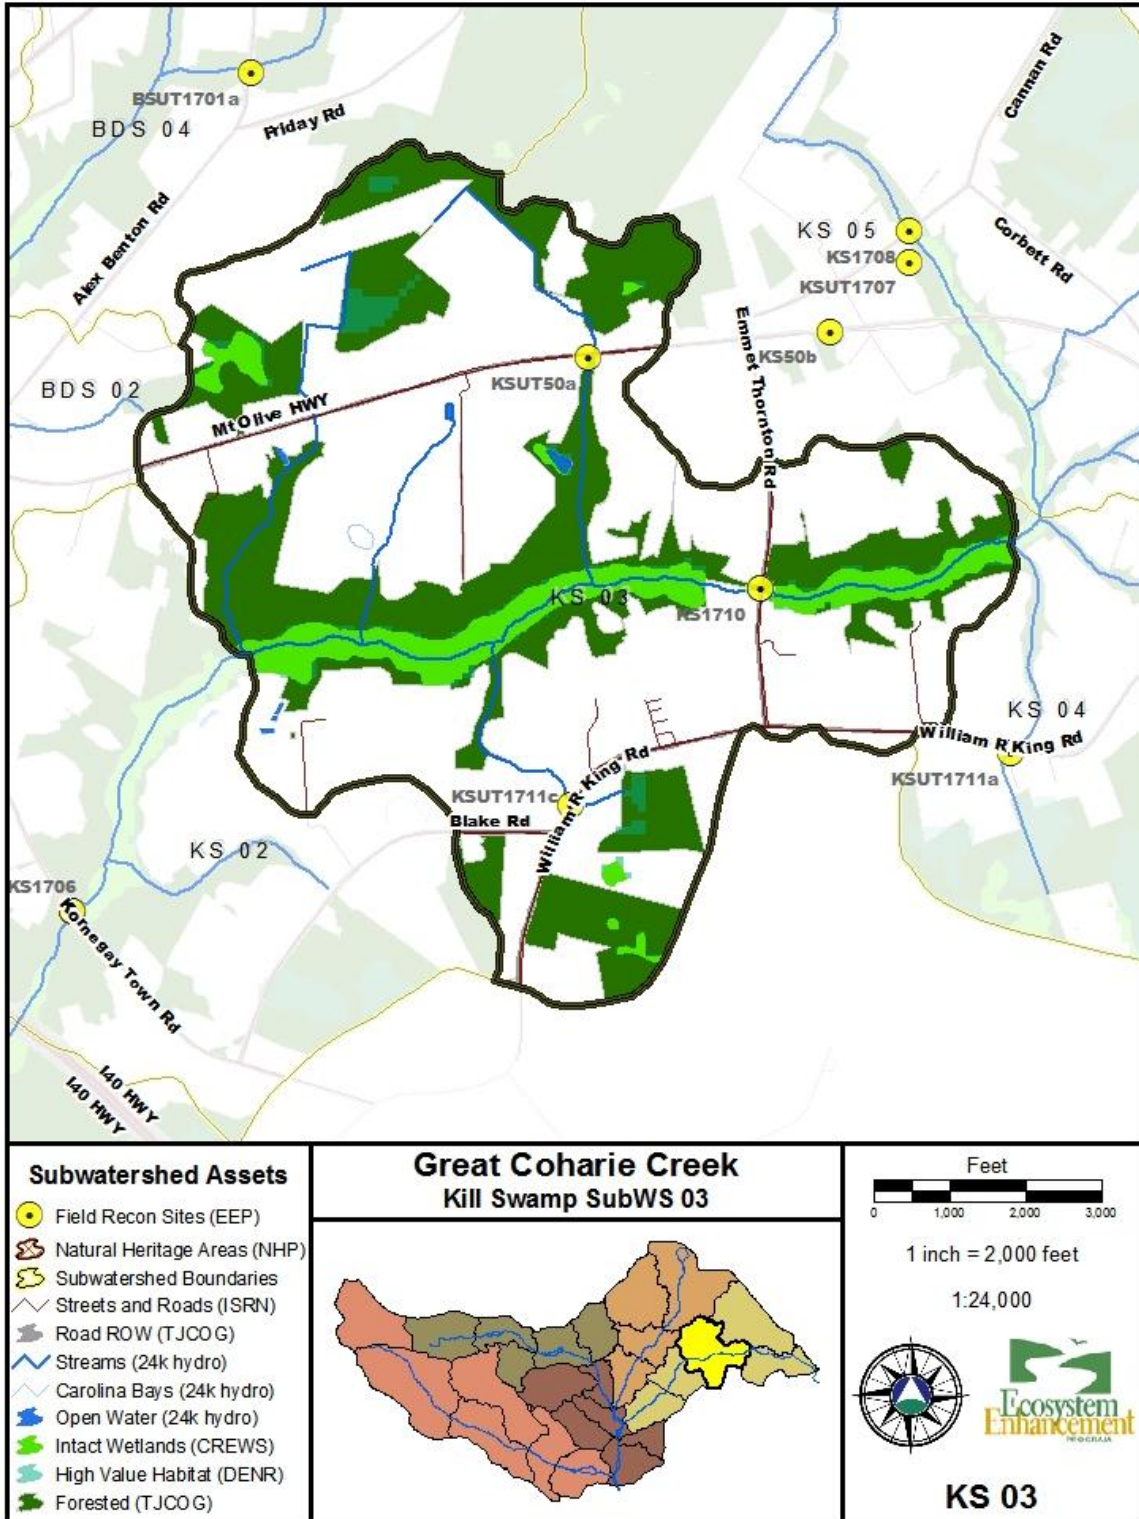 BSUT1701a
BDS 04
Friday Rd
Cannan Rd
Alex Benton Rd
KS 05
KS1708
KSUT1707
Corbett Rd
Emmet Thornton Rd
KS50b
KSUT50a
BDS 02
Mt Olive HWY
KS 03
KS1710
KS 04
William R King Rd
KSUT1711a
KSUT1711c
William R King Rd
Blake Rd
KS 02
KS1706
Kornegay Town Rd
I40 HWY
I40 HWY
Subwatershed Assets
Field Recon Sites (EEP)
Natural Heritage Areas (NHP)
Subwatershed Boundaries
Streets and Roads (ISRN)
Road ROW (TJCOG)
Streams (24k hydro)
Carolina Bays (24k hydro)
Open Water (24k hydro)
Intact Wetlands (CREWS)
High Value Habitat (DENR)
Forested (TJCOG)
Great Coharie Creek
Kill Swamp SubWS 03
Feet
0 1,000 2,000 3,000
1 inch = 2,000 feet
1:24,000
Ecosystem
Enhancement
PROGRAM
KS 03